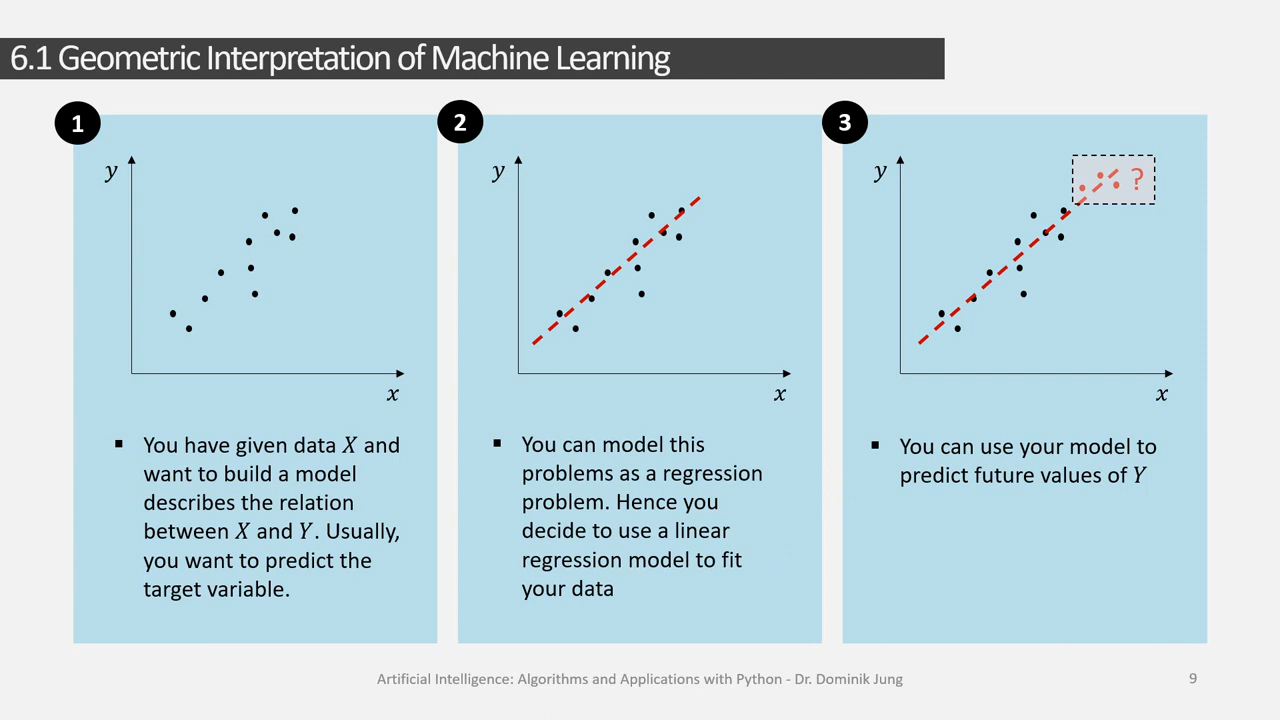 6.1 Geometric Interpretation of Machine Learning
1
y
x
▪ You have given data X and
want to build a model
describes the relation
between X and Y. Usually,
you want to predict the
target variable.
2
y
x
▪ You can model this
problems as a regression
problem. Hence you
decide to use a linear
regression model to fit
your data
3
y
?
x
▪ You can use your model to
predict future values of Y
Artificial Intelligence: Algorithms and Applications with Python - Dr. Dominik Jung
9